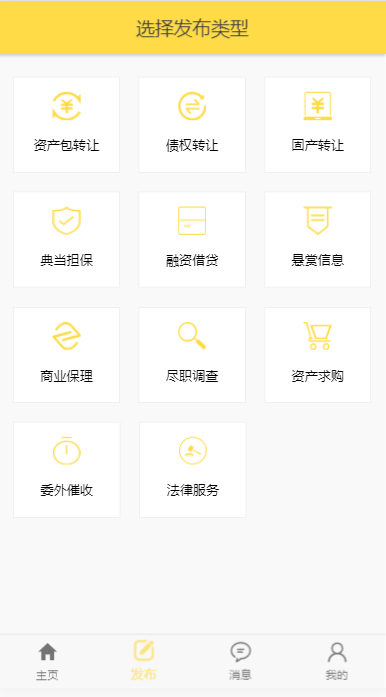 选择发布类型
资产包转让 债权转让 固产转让
典当担保 融资借贷 悬赏信息
商业保理 尽职调查 资产求购
委外催收 法律服务
主页 发布 消息 我的